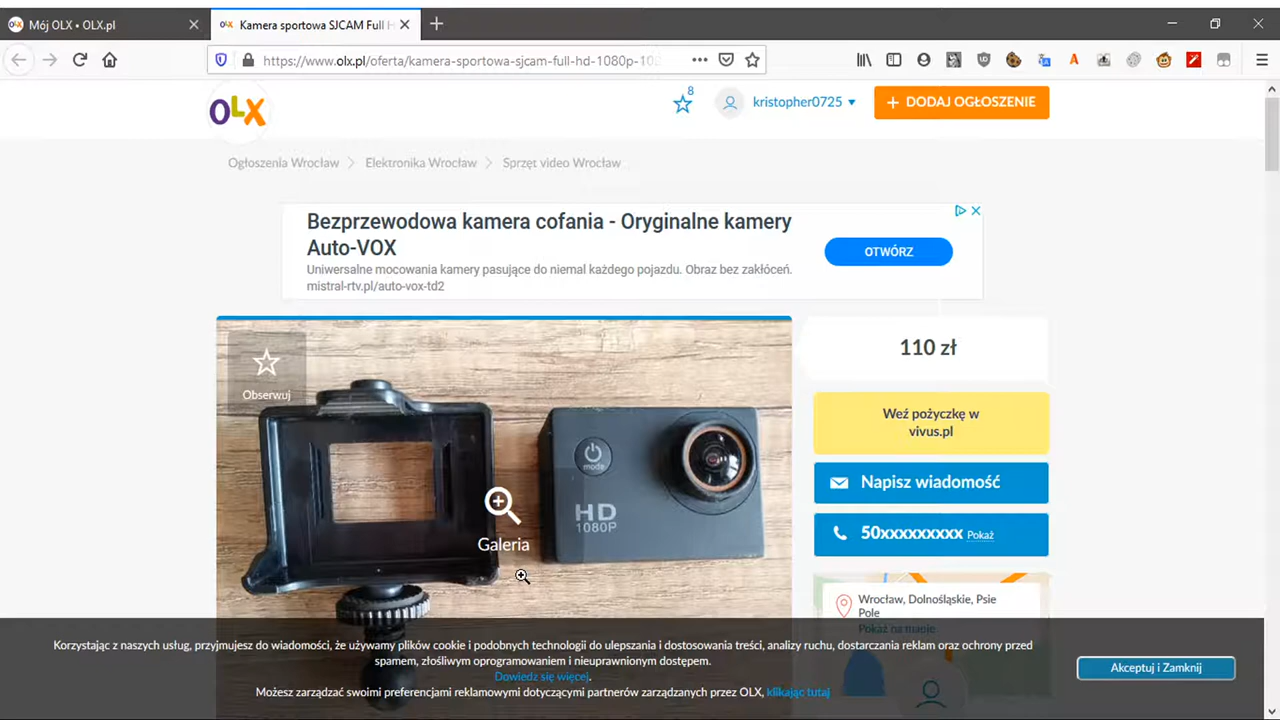 Mój OLX • OLX.pl
Kamera sportowa SJCAM Full H
https://www.olx.pl/oferta/kamera-sportowa-sjcam-full-hd-1080p-10
OLX
8
kristopher0725
+ DODAJ OGŁOSZENIE
Ogłoszenia Wrocław
Elektronika Wrocław
Sprzęt video Wrocław
Bezprzewodowa kamera cofania - Oryginalne kamery
Auto-VOX
Uniwersalne mocowania kamery pasujące do niemal każdego pojazdu. Obraz bez zakłóceń.
mistral-rtv.pl/auto-vox-td2
OTWÓRZ
Obserwuj
mode
HD
1080P
Galeria
110 zł
Weź pożyczkę w
vivus.pl
Napisz wiadomość
50xxxxxxxxx Pokaż
Wrocław, Dolnośląskie, Psie
Pole
Pokaż na mapie
Korzystając z naszych usług, przyjmujesz do wiadomości, że używamy plików cookie i podobnych technologii do ulepszania i dostosowania treści, analizy ruchu, dostarczania reklam oraz ochrony przed
spamem, złośliwym oprogramowaniem i nieuprawnionym dostępem.
Dowiedz się więcej.
Możesz zarządzać swoimi preferencjami reklamowymi dotyczącymi partnerów zarządzanych przez OLX, klikając tutaj
Akceptuj i Zamknij